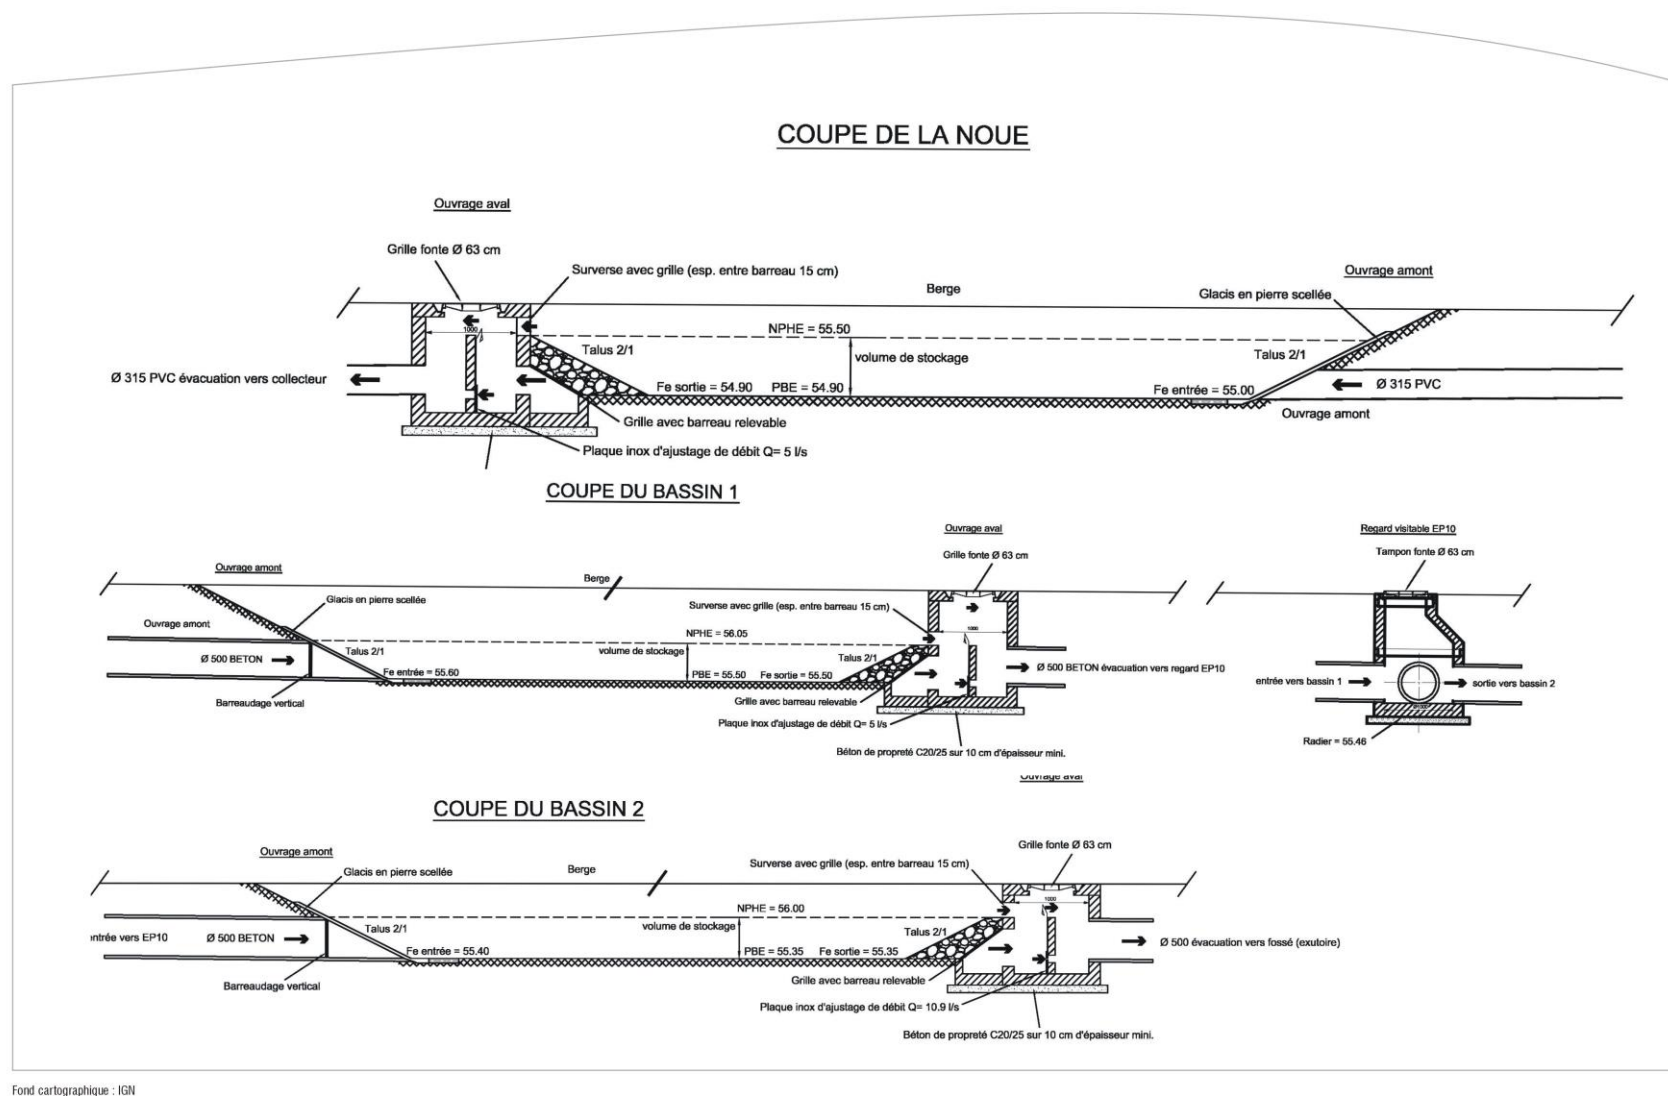 COUPE DE LA NOUE
Ouvrage aval
Grille fonte Ø 63 cm
Surverse avec grille (esp. entre barreau 15 cm)
Ouvrage amont
Berge
Glacis en pierre scellée
1000
NPHE = 55.50
Talus 2/1
volume de stockage
Talus 2/1
Ø 315 PVC évacuation vers collecteur
Fe sortie = 54.90
PBE = 54.90
Fe entrée = 55.00
Ø 315 PVC
Ouvrage amont
Grille avec barreau relevable
Plaque inox d'ajustage de débit Q= 5 l/s
COUPE DU BASSIN 1
Ouvrage aval
Regard visitable EP10
Grille fonte Ø 63 cm
Tampon fonte Ø 63 cm
Ouvrage amont
Berge
Glacis en pierre scellée
Surverse avec grille (esp. entre barreau 15 cm)
Ouvrage amont
NPHE = 56.05
1000
Talus 2/1
volume de stockage
Talus 2/1
Ø 500 BETON
Ø 500 BETON évacuation vers regard EP10
Fe entrée = 55.60
PBE = 55.50
Fe sortie = 55.50
entrée vers bassin 1
sortie vers bassin 2
Barreaudage vertical
Grille avec barreau relevable
Plaque inox d'ajustage de débit Q= 5 l/s
Radier = 55.46
Béton de propreté C20/25 sur 10 cm d'épaisseur mini.
Ouvrage aval
COUPE DU BASSIN 2
Grille fonte Ø 63 cm
Ouvrage amont
Surverse avec grille (esp. entre barreau 15 cm)
Glacis en pierre scellée
Berge
1000
NPHE = 56.00
Talus 2/1
volume de stockage
Talus 2/1
ntrée vers EP10
Ø 500 BETON
Ø 500 évacuation vers fossé (exutoire)
Fe entrée = 55.40
PBE = 55.35
Fe sortie = 55.35
Barreaudage vertical
Grille avec barreau relevable
Plaque inox d'ajustage de débit Q= 10.9 l/s
Béton de propreté C20/25 sur 10 cm d'épaisseur mini.
Fond cartographique : IGN